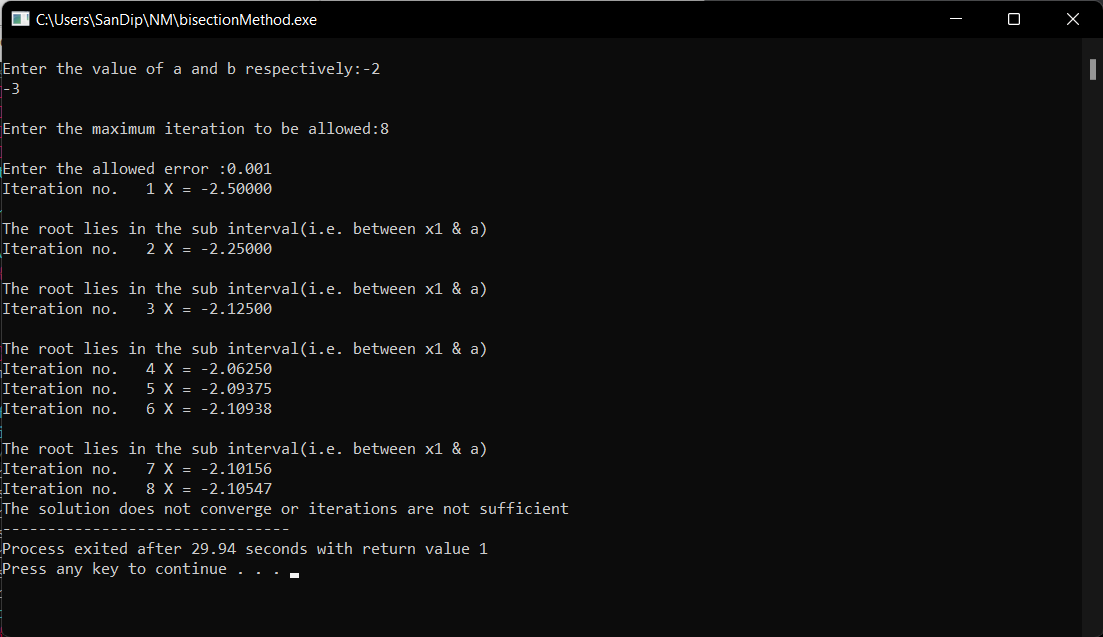 C:\Users\SanDip\NM\bisectionMethod.exe
Enter the value of a and b respectively:-2
-3
Enter the maximum iteration to be allowed:8
Enter the allowed error :0.001
Iteration no.   1 X = -2.50000
The root lies in the sub interval(i.e. between x1 & a)
Iteration no.   2 X = -2.25000
The root lies in the sub interval(i.e. between x1 & a)
Iteration no.   3 X = -2.12500
The root lies in the sub interval(i.e. between x1 & a)
Iteration no.   4 X = -2.06250
Iteration no.   5 X = -2.09375
Iteration no.   6 X = -2.10938
The root lies in the sub interval(i.e. between x1 & a)
Iteration no.   7 X = -2.10156
Iteration no.   8 X = -2.10547
The solution does not converge or iterations are not sufficient
--------------------------------
Process exited after 29.94 seconds with return value 1
Press any key to continue . . .